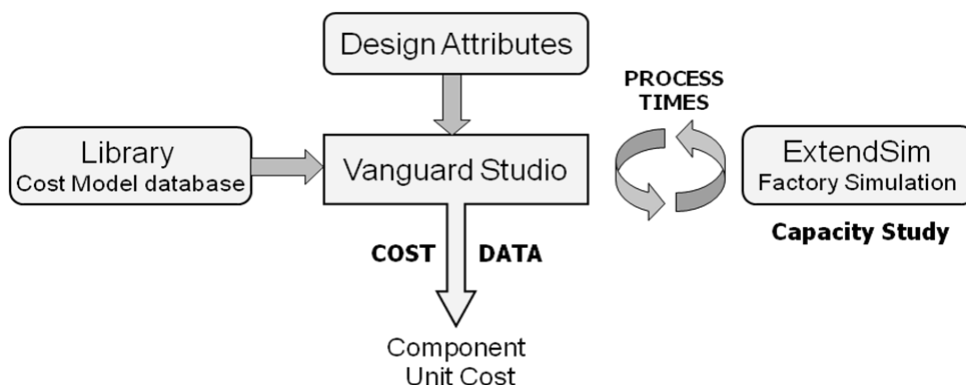 Design Attributes
PROCESS
TIMES
Library
Cost Model database
Vanguard Studio
ExtendSim
Factory Simulation
Capacity Study
COST DATA
Component
Unit Cost